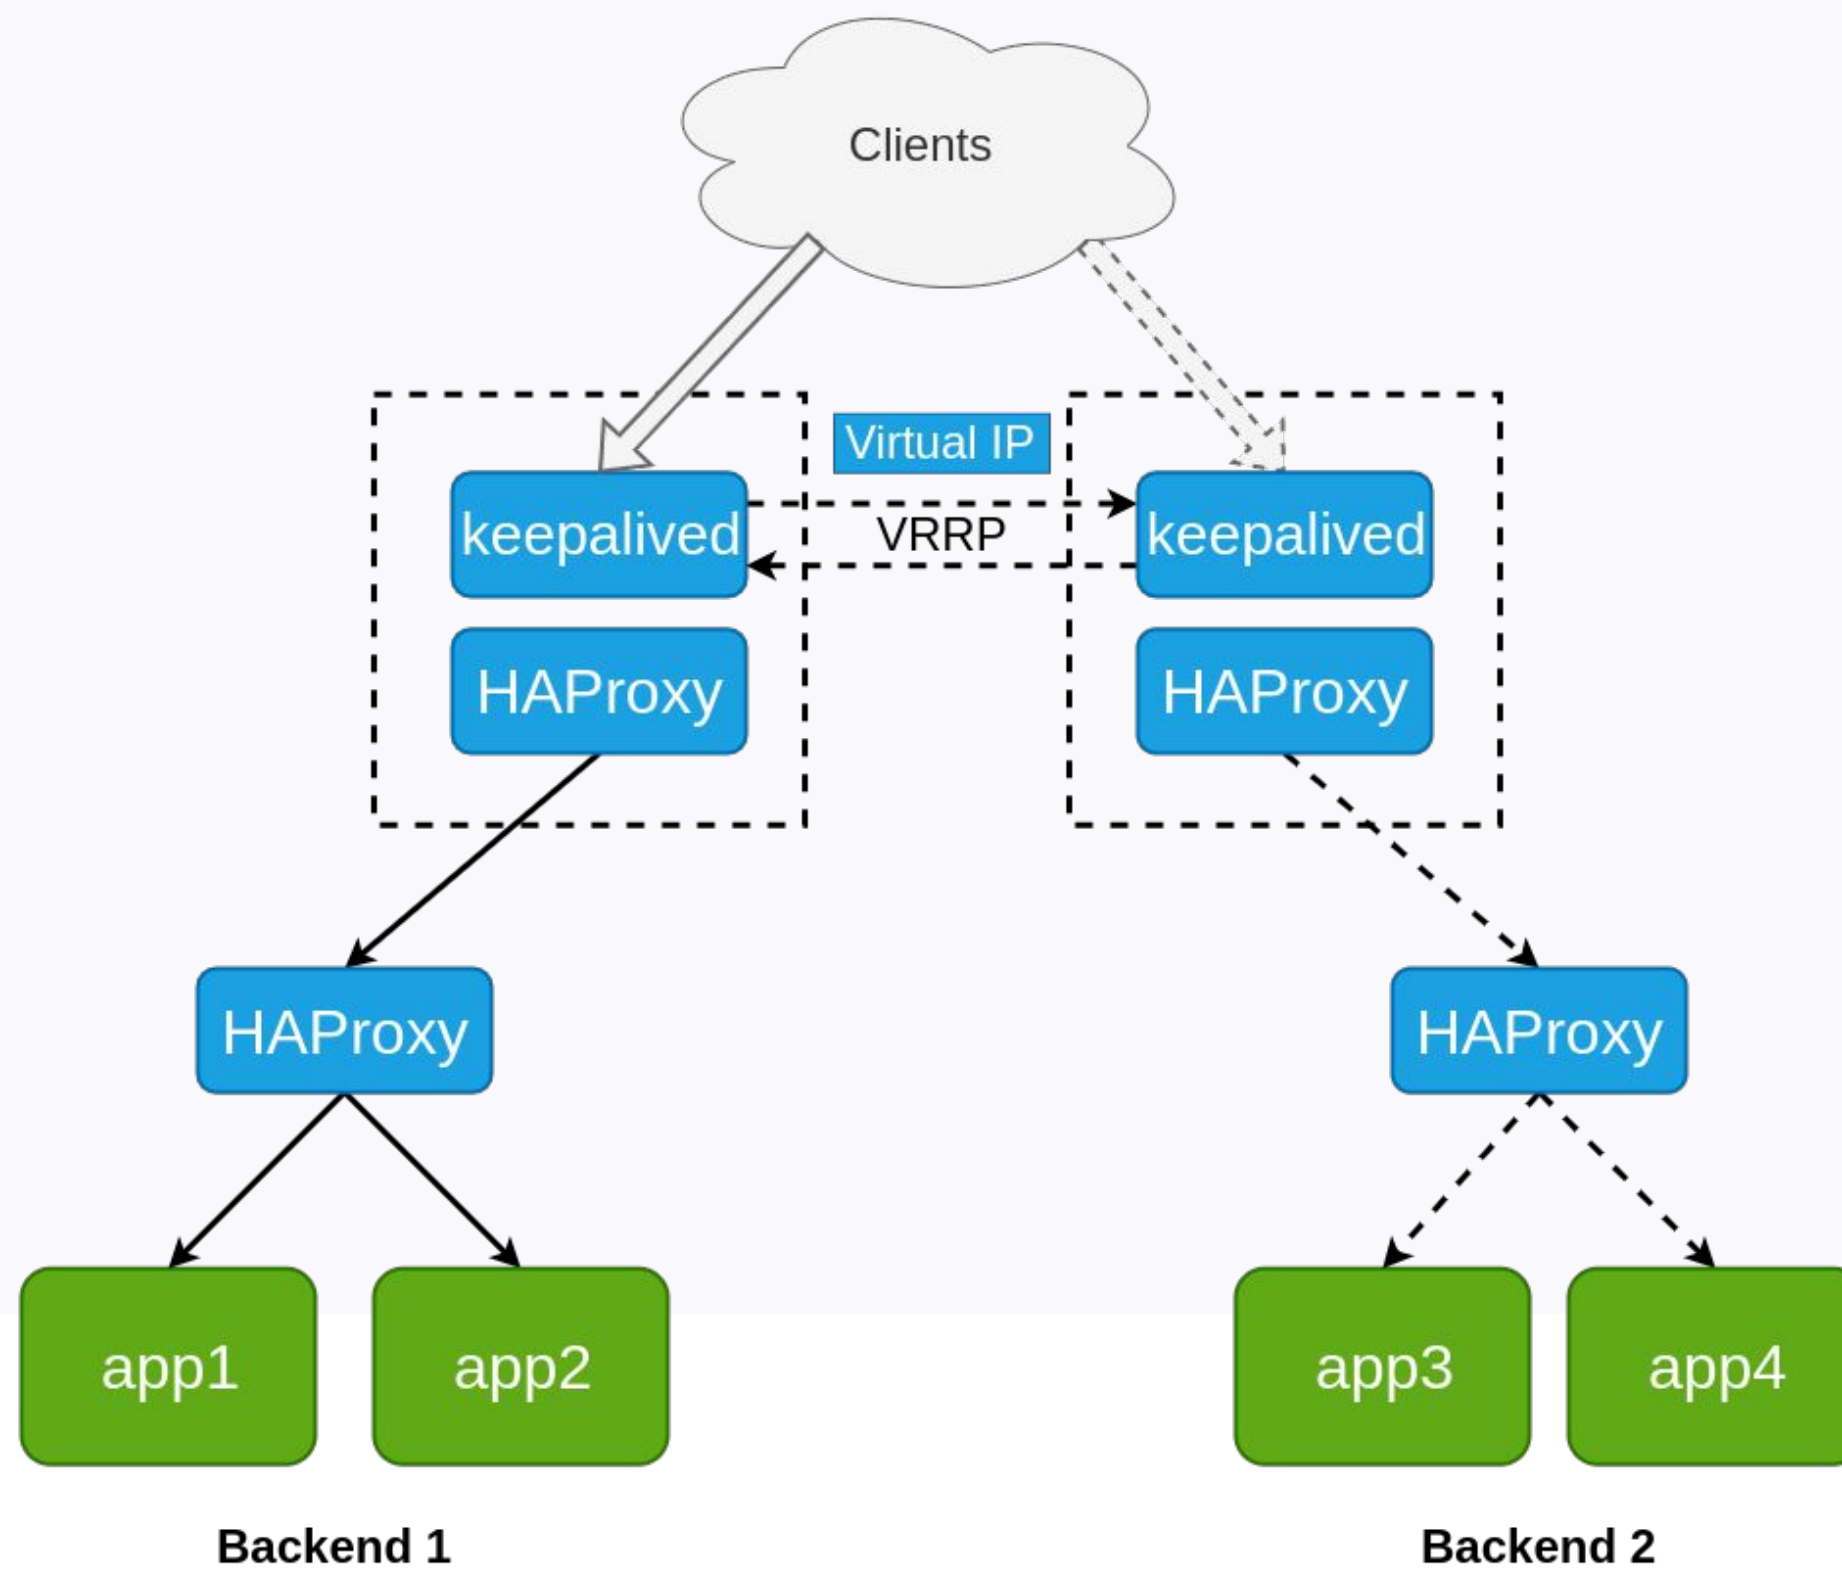 Clients
Virtual IP
keepalived
VRRP
keepalived
HAProxy
HAProxy
HAProxy
HAProxy
app1
app2
app3
app4
Backend 1
Backend 2